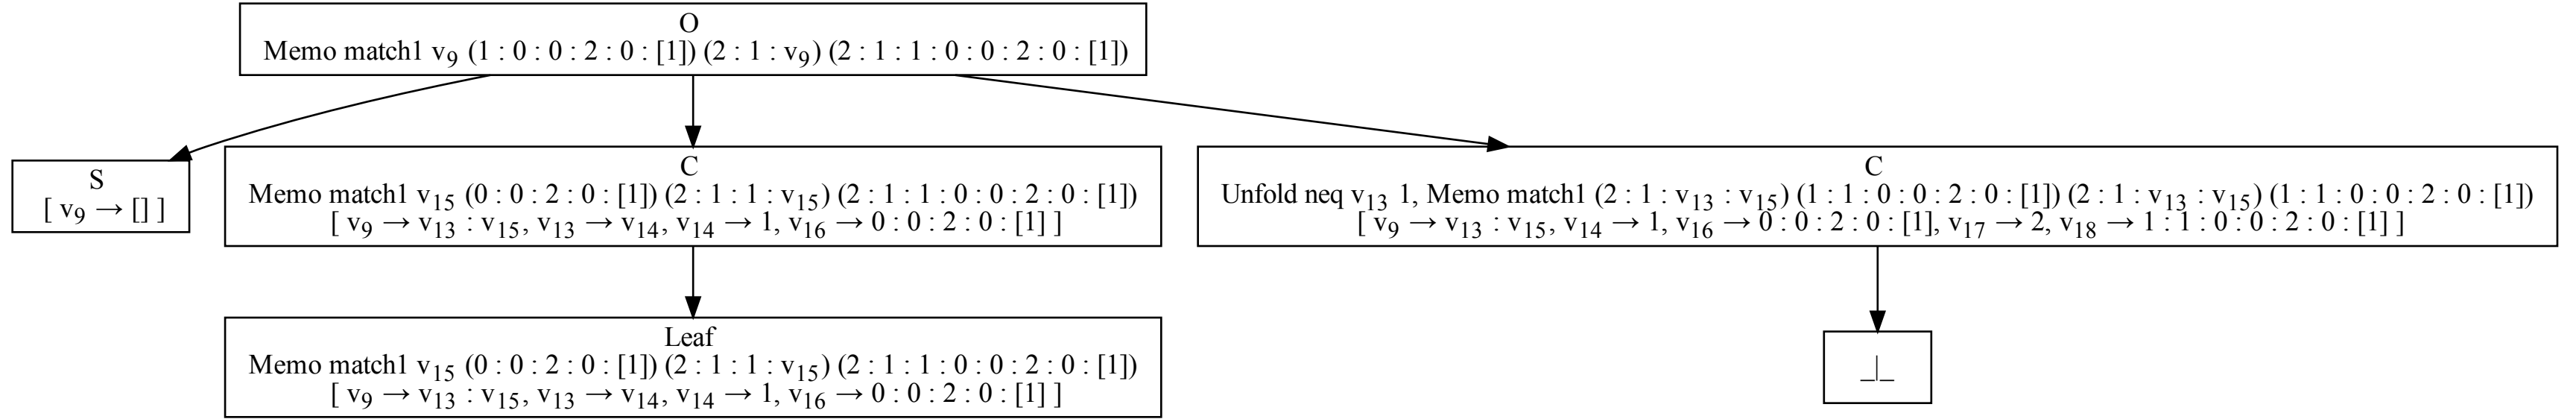 O
Memo match1 v₉ (1 : 0 : 0 : 2 : 0 : [1]) (2 : 1 : v₉) (2 : 1 : 1 : 0 : 0 : 2 : 0 : [1])
S
[ v₉ → [] ]
C
Memo match1 v₁₅ (0 : 0 : 2 : 0 : [1]) (2 : 1 : 1 : v₁₅) (2 : 1 : 1 : 0 : 0 : 2 : 0 : [1])
[ v₉ → v₁₃ : v₁₅, v₁₃ → v₁₄, v₁₄ → 1, v₁₆ → 0 : 0 : 2 : 0 : [1] ]
C
Unfold neq v₁₃ 1, Memo match1 (2 : 1 : v₁₃ : v₁₅) (1 : 1 : 0 : 0 : 2 : 0 : [1]) (2 : 1 : v₁₃ : v₁₅) (1 : 1 : 0 : 0 : 2 : 0 : [1])
[ v₉ → v₁₃ : v₁₅, v₁₄ → 1, v₁₆ → 0 : 0 : 2 : 0 : [1], v₁₇ → 2, v₁₈ → 1 : 1 : 0 : 0 : 2 : 0 : [1] ]
Leaf
Memo match1 v₁₅ (0 : 0 : 2 : 0 : [1]) (2 : 1 : 1 : v₁₅) (2 : 1 : 1 : 0 : 0 : 2 : 0 : [1])
[ v₉ → v₁₃ : v₁₅, v₁₃ → v₁₄, v₁₄ → 1, v₁₆ → 0 : 0 : 2 : 0 : [1] ]
_|_